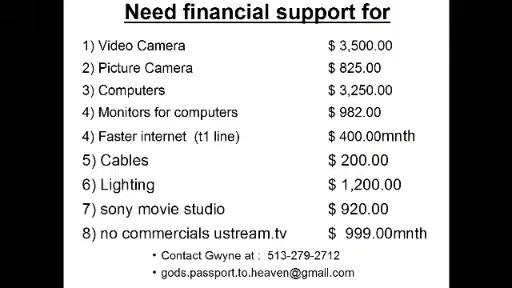 Need financial support for
1) Video Camera $ 3,500.00
2) Picture Camera $ 825.00
3) Computers $ 3,250.00
4) Monitors for computers $ 982.00
4) Faster internet (t1 line) $ 400.00mnth
5) Cables $ 200.00
6) Lighting $ 1,200.00
7) sony movie studio $ 920.00
8) no commercials ustream.tv $ 999.00mnth
• Contact Gwyne at : 513-279-2712
• gods.passport.to.heaven@gmail.com